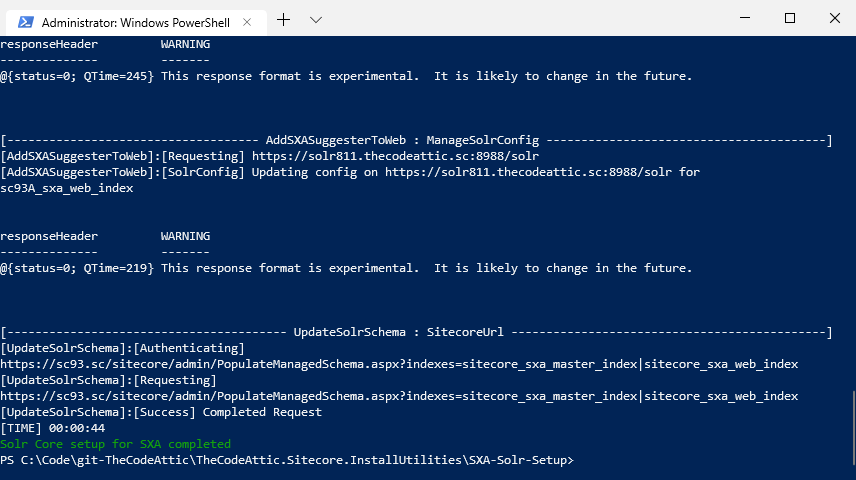 Administrator: Windows PowerShell
responseHeader         WARNING
--------------         -------
@{status=0; QTime=245} This response format is experimental.  It is likely to change in the future.
[------------------------------------ AddSXASuggesterToWeb : ManageSolrConfig ----------------------------------------]
[AddSXASuggesterToWeb]:[Requesting] https://solr811.thecodeattic.sc:8988/solr
[AddSXASuggesterToWeb]:[SolrConfig] Updating config on https://solr811.thecodeattic.sc:8988/solr for
sc93A_sxa_web_index
responseHeader         WARNING
--------------         -------
@{status=0; QTime=219} This response format is experimental.  It is likely to change in the future.
[---------------------------------------- UpdateSolrSchema : SitecoreUrl ---------------------------------------------]
[UpdateSolrSchema]:[Authenticating]
https://sc93.sc/sitecore/admin/PopulateManagedSchema.aspx?indexes=sitecore_sxa_master_index|sitecore_sxa_web_index
[UpdateSolrSchema]:[Requesting]
https://sc93.sc/sitecore/admin/PopulateManagedSchema.aspx?indexes=sitecore_sxa_master_index|sitecore_sxa_web_index
[UpdateSolrSchema]:[Success] Completed Request
[TIME] 00:00:44
Solr Core setup for SXA completed
PS C:\Code\git-TheCodeAttic\TheCodeAttic.Sitecore.InstallUtilities\SXA-Solr-Setup>